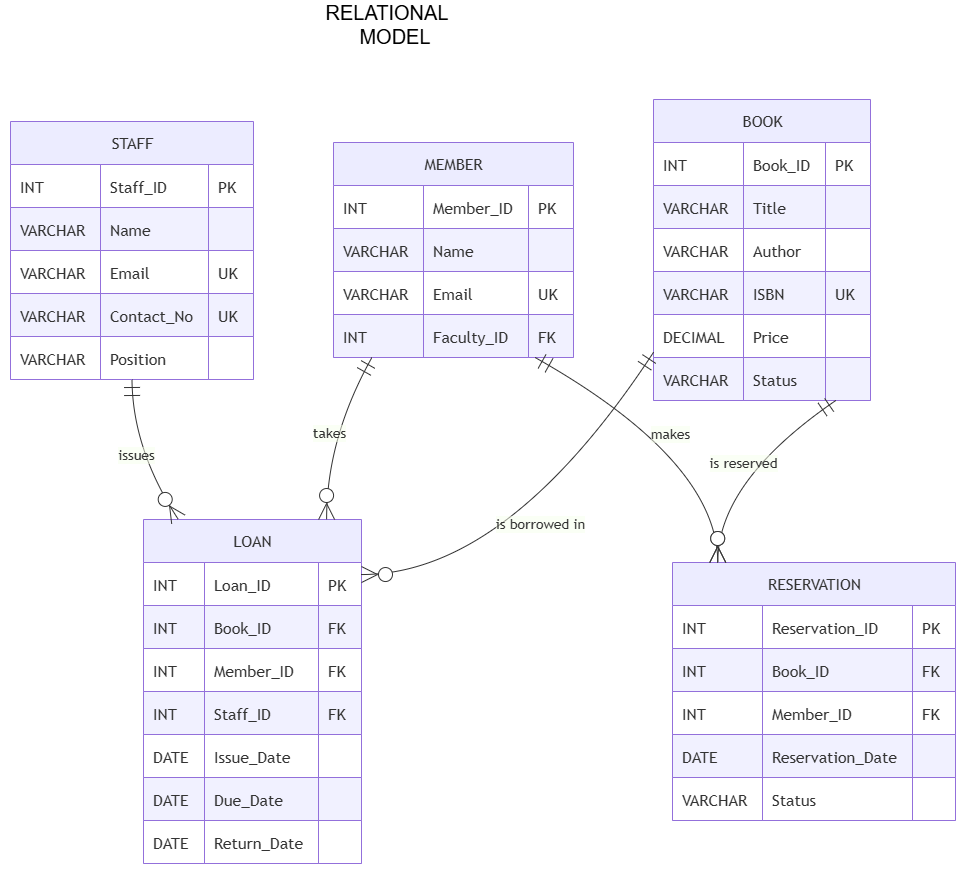 RELATIONAL
MODEL
STAFF
INT Staff_ID PK
VARCHAR Name
VARCHAR Email UK
VARCHAR Contact_No UK
VARCHAR Position
MEMBER
INT Member_ID PK
VARCHAR Name
VARCHAR Email UK
INT Faculty_ID FK
BOOK
INT Book_ID PK
VARCHAR Title
VARCHAR Author
VARCHAR ISBN UK
DECIMAL Price
VARCHAR Status
issues
takes
makes
is reserved
is borrowed in
LOAN
INT Loan_ID PK
INT Book_ID FK
INT Member_ID FK
INT Staff_ID FK
DATE Issue_Date
DATE Due_Date
DATE Return_Date
RESERVATION
INT Reservation_ID PK
INT Book_ID FK
INT Member_ID FK
DATE Reservation_Date
VARCHAR Status